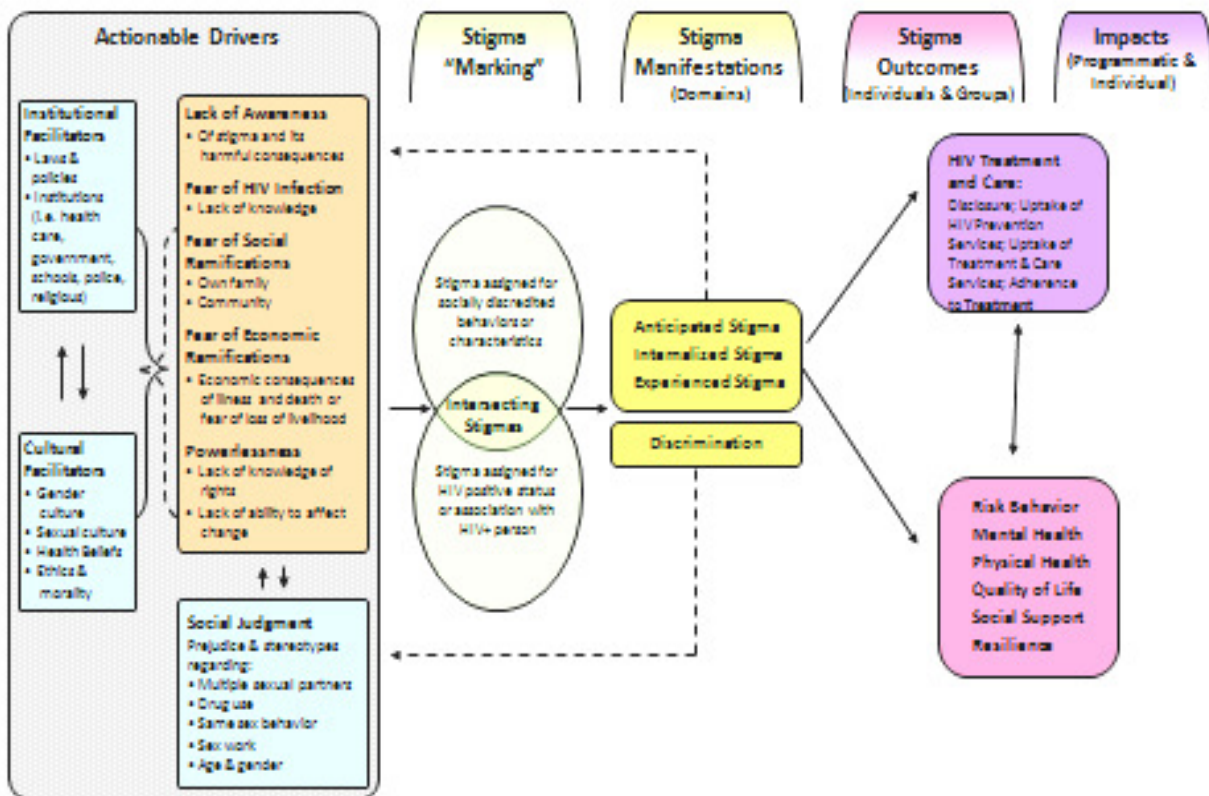 Actionable Drivers
Stigma
"Marking"
Stigma
Manifestations
(Domains)
Stigma
Outcomes
(Individuals & Groups)
Impacts
(Programmatic &
Individual)
Institutional
Facilitators
• Laws &
policies
• Institutions
(i.e. health
care,
government,
schools, police,
religious)
Cultural
Facilitators
• Gender
culture
• Sexual culture
• Health Beliefs
• Ethics &
morality
Lack of Awareness
• Of stigma and its
harmful consequences
Fear of HIV Infection
• Lack of knowledge
Fear of Social
Ramifications
• Own family
• Community
Fear of Economic
Ramifications
• Economic consequences
of illness and death or
fear of loss of livelihood
Powerlessness
• Lack of knowledge of
rights
• Lack of ability to affect
change
Social Judgment
Prejudice & stereotypes
regarding:
• Multiple sexual partners
• Drug use
• Same sex behavior
• Sex work
• Age & gender
Stigma assigned for
socially discredited
behaviors or
characteristics
Intersecting
Stigmas
Stigma assigned for
HIV positive status
or association with
HIV+ person
Anticipated Stigma
Internalized Stigma
Experienced Stigma
Discrimination
HIV Treatment
and Care:
Disclosure; Uptake of
HIV Prevention
Services; Uptake of
Treatment & Care
Services; Adherence
to Treatment
Risk Behavior
Mental Health
Physical Health
Quality of Life
Social Support
Resilience